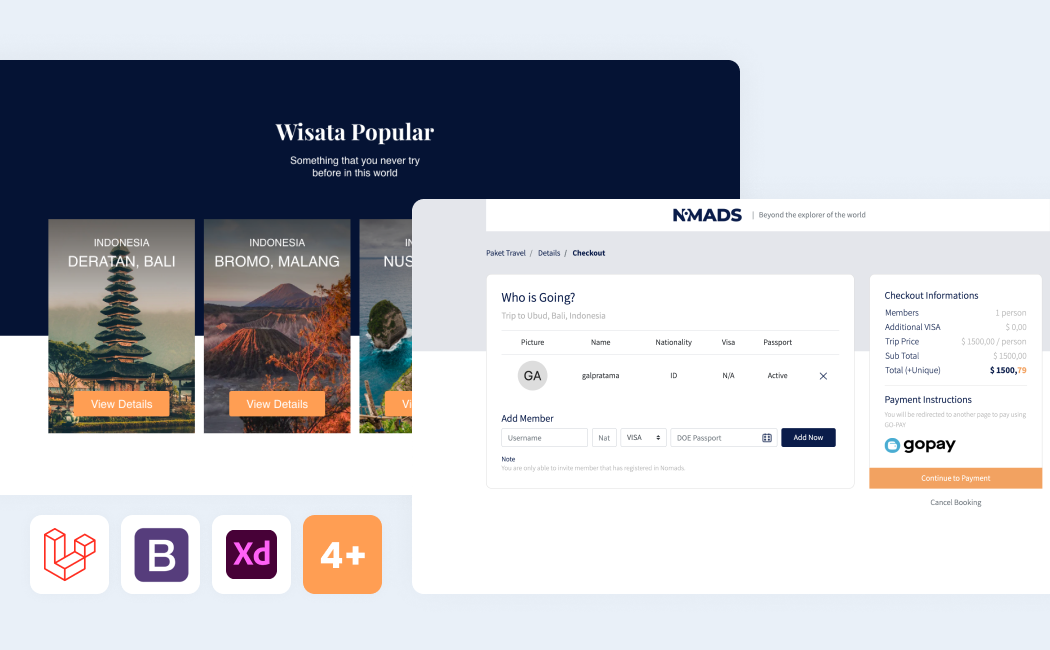 Wisata Popular
Something that you never try
before in this world
INDONESIA
DERATAN, BALI
View Details
INDONESIA
BROMO, MALANG
View Details
NUS
NOMADS
| Beyond the explorer of the world
Paket Travel / Details / Checkout
Who is Going?
Trip to Ubud, Bali, Indonesia
Picture Name Nationality Visa Passport
GA galpratama ID N/A Active
Add Member
Username Nat VISA DOE Passport Add Now
Note
You are only able to invite member that has registered in Nomads.
Checkout Informations
Members 1 person
Additional VISA $ 0,00
Trip Price $ 1500,00 / person
Sub Total $ 1500,00
Total (+Unique) $ 1500,79
Payment Instructions
You will be redirected to another page to pay using
GO-PAY
gopay
Continue to Payment
Cancel Booking
B
Xd
4+